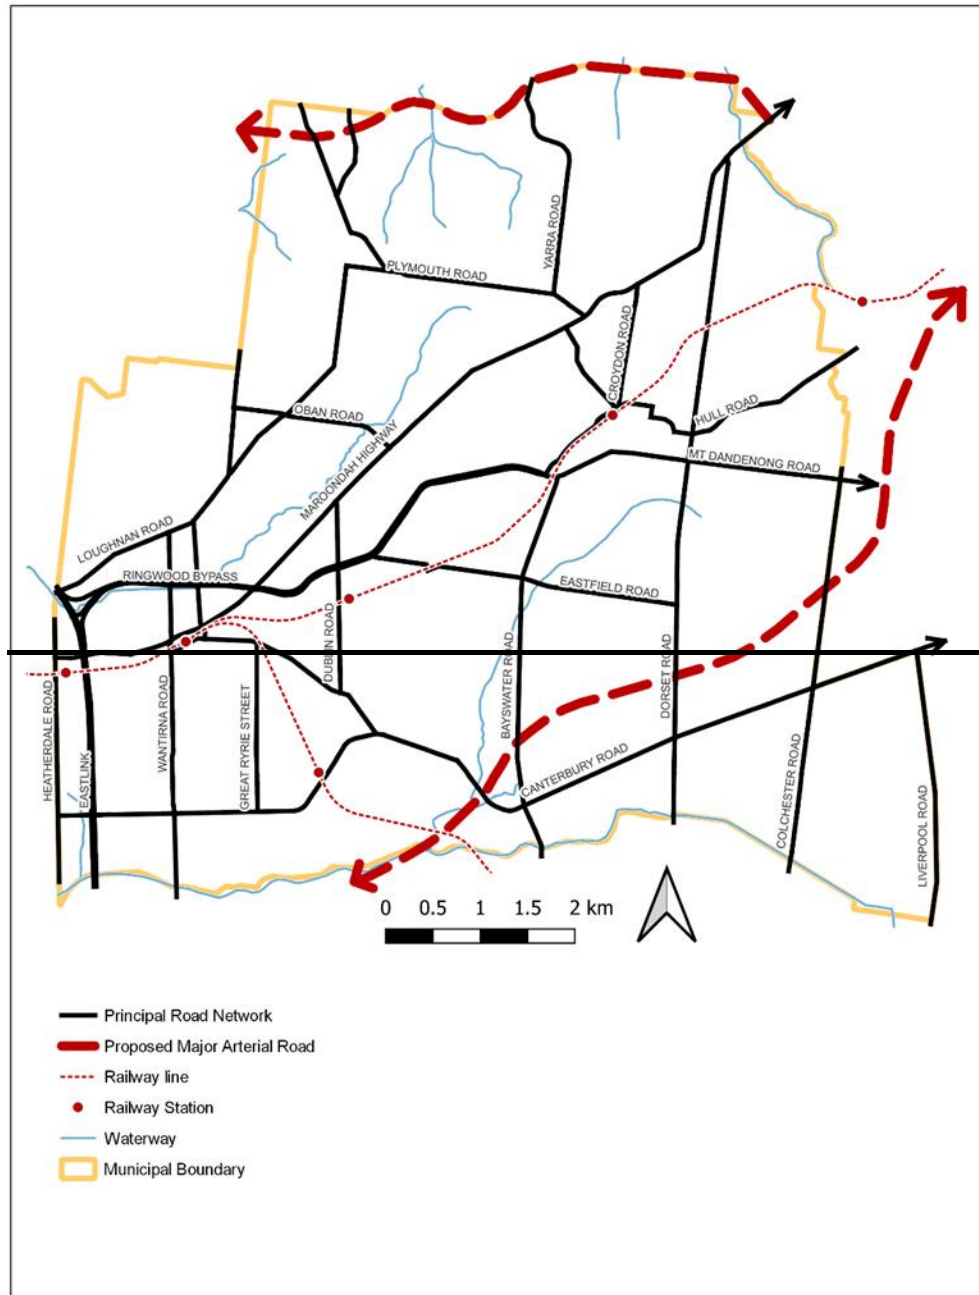 YARRA ROAD
PLYMOUTH ROAD
CROYDON ROAD
OBAN ROAD
HULL ROAD
MAROONDAH HIGHWAY
MT DANDENONG ROAD
LOUGHNAN ROAD
RINGWOOD BYPASS
EASTFIELD ROAD
DUBLIN ROAD
HEATHERDALE ROAD
EASTLINK
WANTIRNA ROAD
GREAT RYRIE STREET
BAYSWATER ROAD
DORSET ROAD
CANTERBURY ROAD
COLCHESTER ROAD
LIVERPOOL ROAD
0 0.5 1 1.5 2 km
Principal Road Network
Proposed Major Arterial Road
Railway line
Railway Station
Waterway
Municipal Boundary